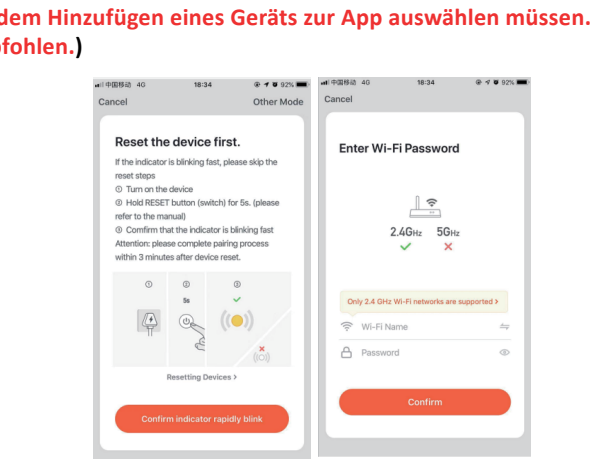 dem Hinzufügen eines Geräts zur App auswählen müssen.
fohlen.)
中国移动 4G 18:34 92%
Cancel Other Mode
Reset the device first.
If the indicator is blinking fast, please skip the
reset steps
① Turn on the device
② Hold RESET button (switch) for 5s. (please
refer to the manual)
③ Comfirm that the indicator is blinking fast
Attention: please complete pairing process
within 3 minutes after device reset.
① ② ③
5s
Resetting Devices >
Confirm indicator rapidly blink
中国移动 4G 18:34 92%
Cancel
Enter Wi-Fi Password
2.4GHz 5GHz
Only 2.4 GHz Wi-Fi networks are supported >
Wi-Fi Name
Password
Confirm